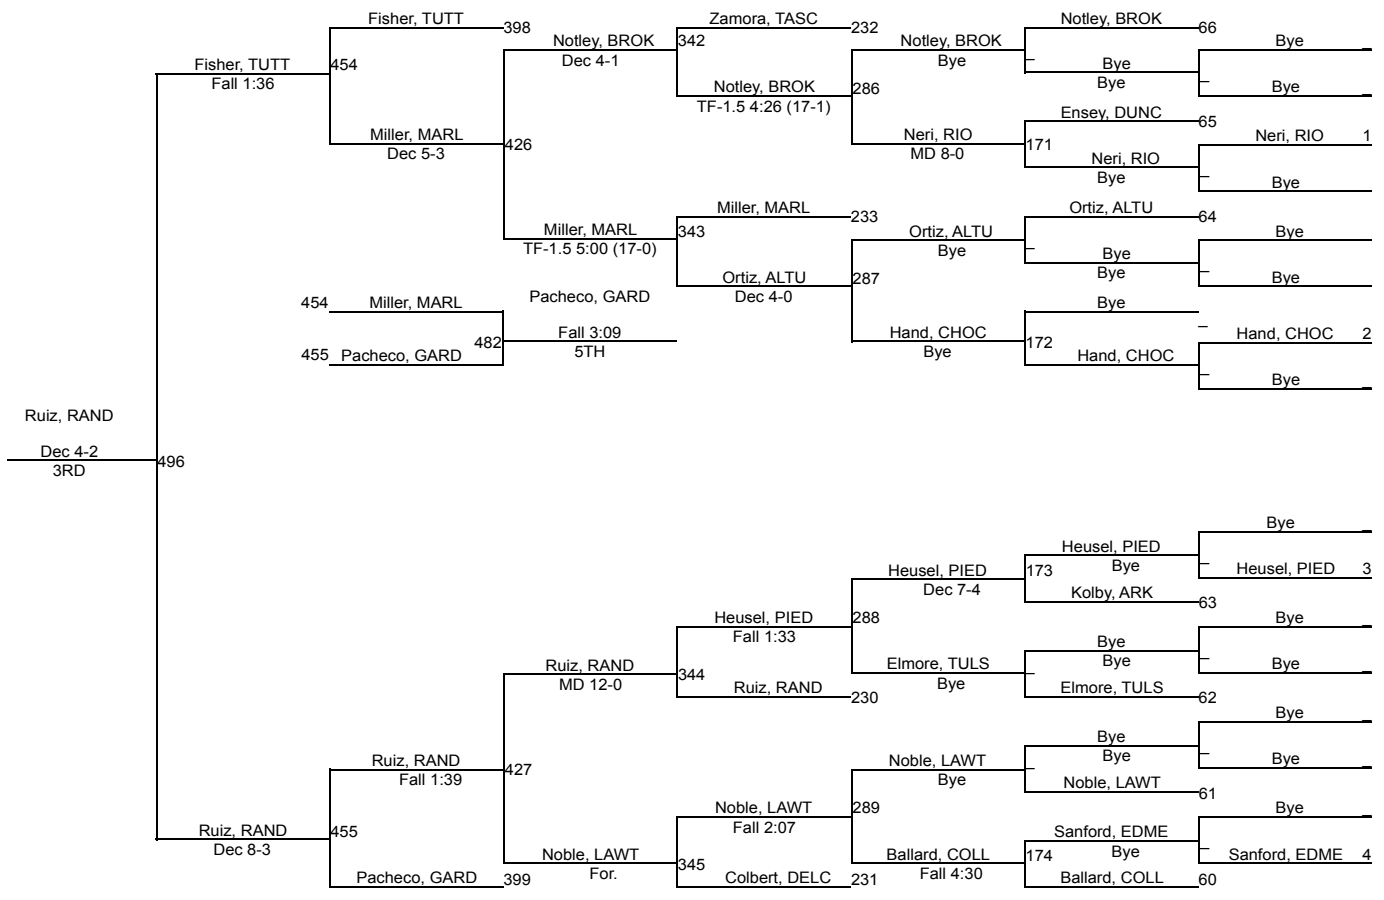 Fisher, TUTT
398
Zamora, TASC
232
Notley, BROK
66
Notley, BROK
Dec 4-1
342
Notley, BROK
Bye
Bye
_
Fisher, TUTT
Fall 1:36
454
_
Bye
Bye
Notley, BROK
TF-1.5 4:26 (17-1)
286
_
Bye
_
Ensey, DUNC
65
Miller, MARL
Dec 5-3
426
Neri, RIO
MD 8-0
171
Neri, RIO
1
Neri, RIO
Bye
_
Bye
_
Miller, MARL
233
Ortiz, ALTU
64
Miller, MARL
TF-1.5 5:00 (17-0)
343
Ortiz, ALTU
Bye
Bye
_
_
Bye
Bye
Ortiz, ALTU
Dec 4-0
287
_
Bye
_
454
Miller, MARL
Pacheco, GARD
Bye
_
482
Fall 3:09
5TH
Hand, CHOC
Bye
172
Hand, CHOC
2
455
Pacheco, GARD
Hand, CHOC
_
Bye
_
Ruiz, RAND
Dec 4-2
3RD
496
Bye
_
Heusel, PIED
Bye
Heusel, PIED
Dec 7-4
173
_
Heusel, PIED
3
Kolby, ARK
63
Heusel, PIED
Fall 1:33
288
Bye
_
Bye
Bye
Ruiz, RAND
MD 12-0
344
Elmore, TULS
Bye
_
_
Bye
_
Ruiz, RAND
230
Elmore, TULS
62
Bye
_
Bye
Bye
Ruiz, RAND
Fall 1:39
427
Noble, LAWT
Bye
_
_
Bye
_
Noble, LAWT
61
Noble, LAWT
Fall 2:07
289
Bye
_
Ruiz, RAND
Dec 8-3
455
Sanford, EDME
Bye
Noble, LAWT
For.
345
Ballard, COLL
Fall 4:30
174
_
Sanford, EDME
4
Pacheco, GARD
399
Colbert, DELC
231
Ballard, COLL
60